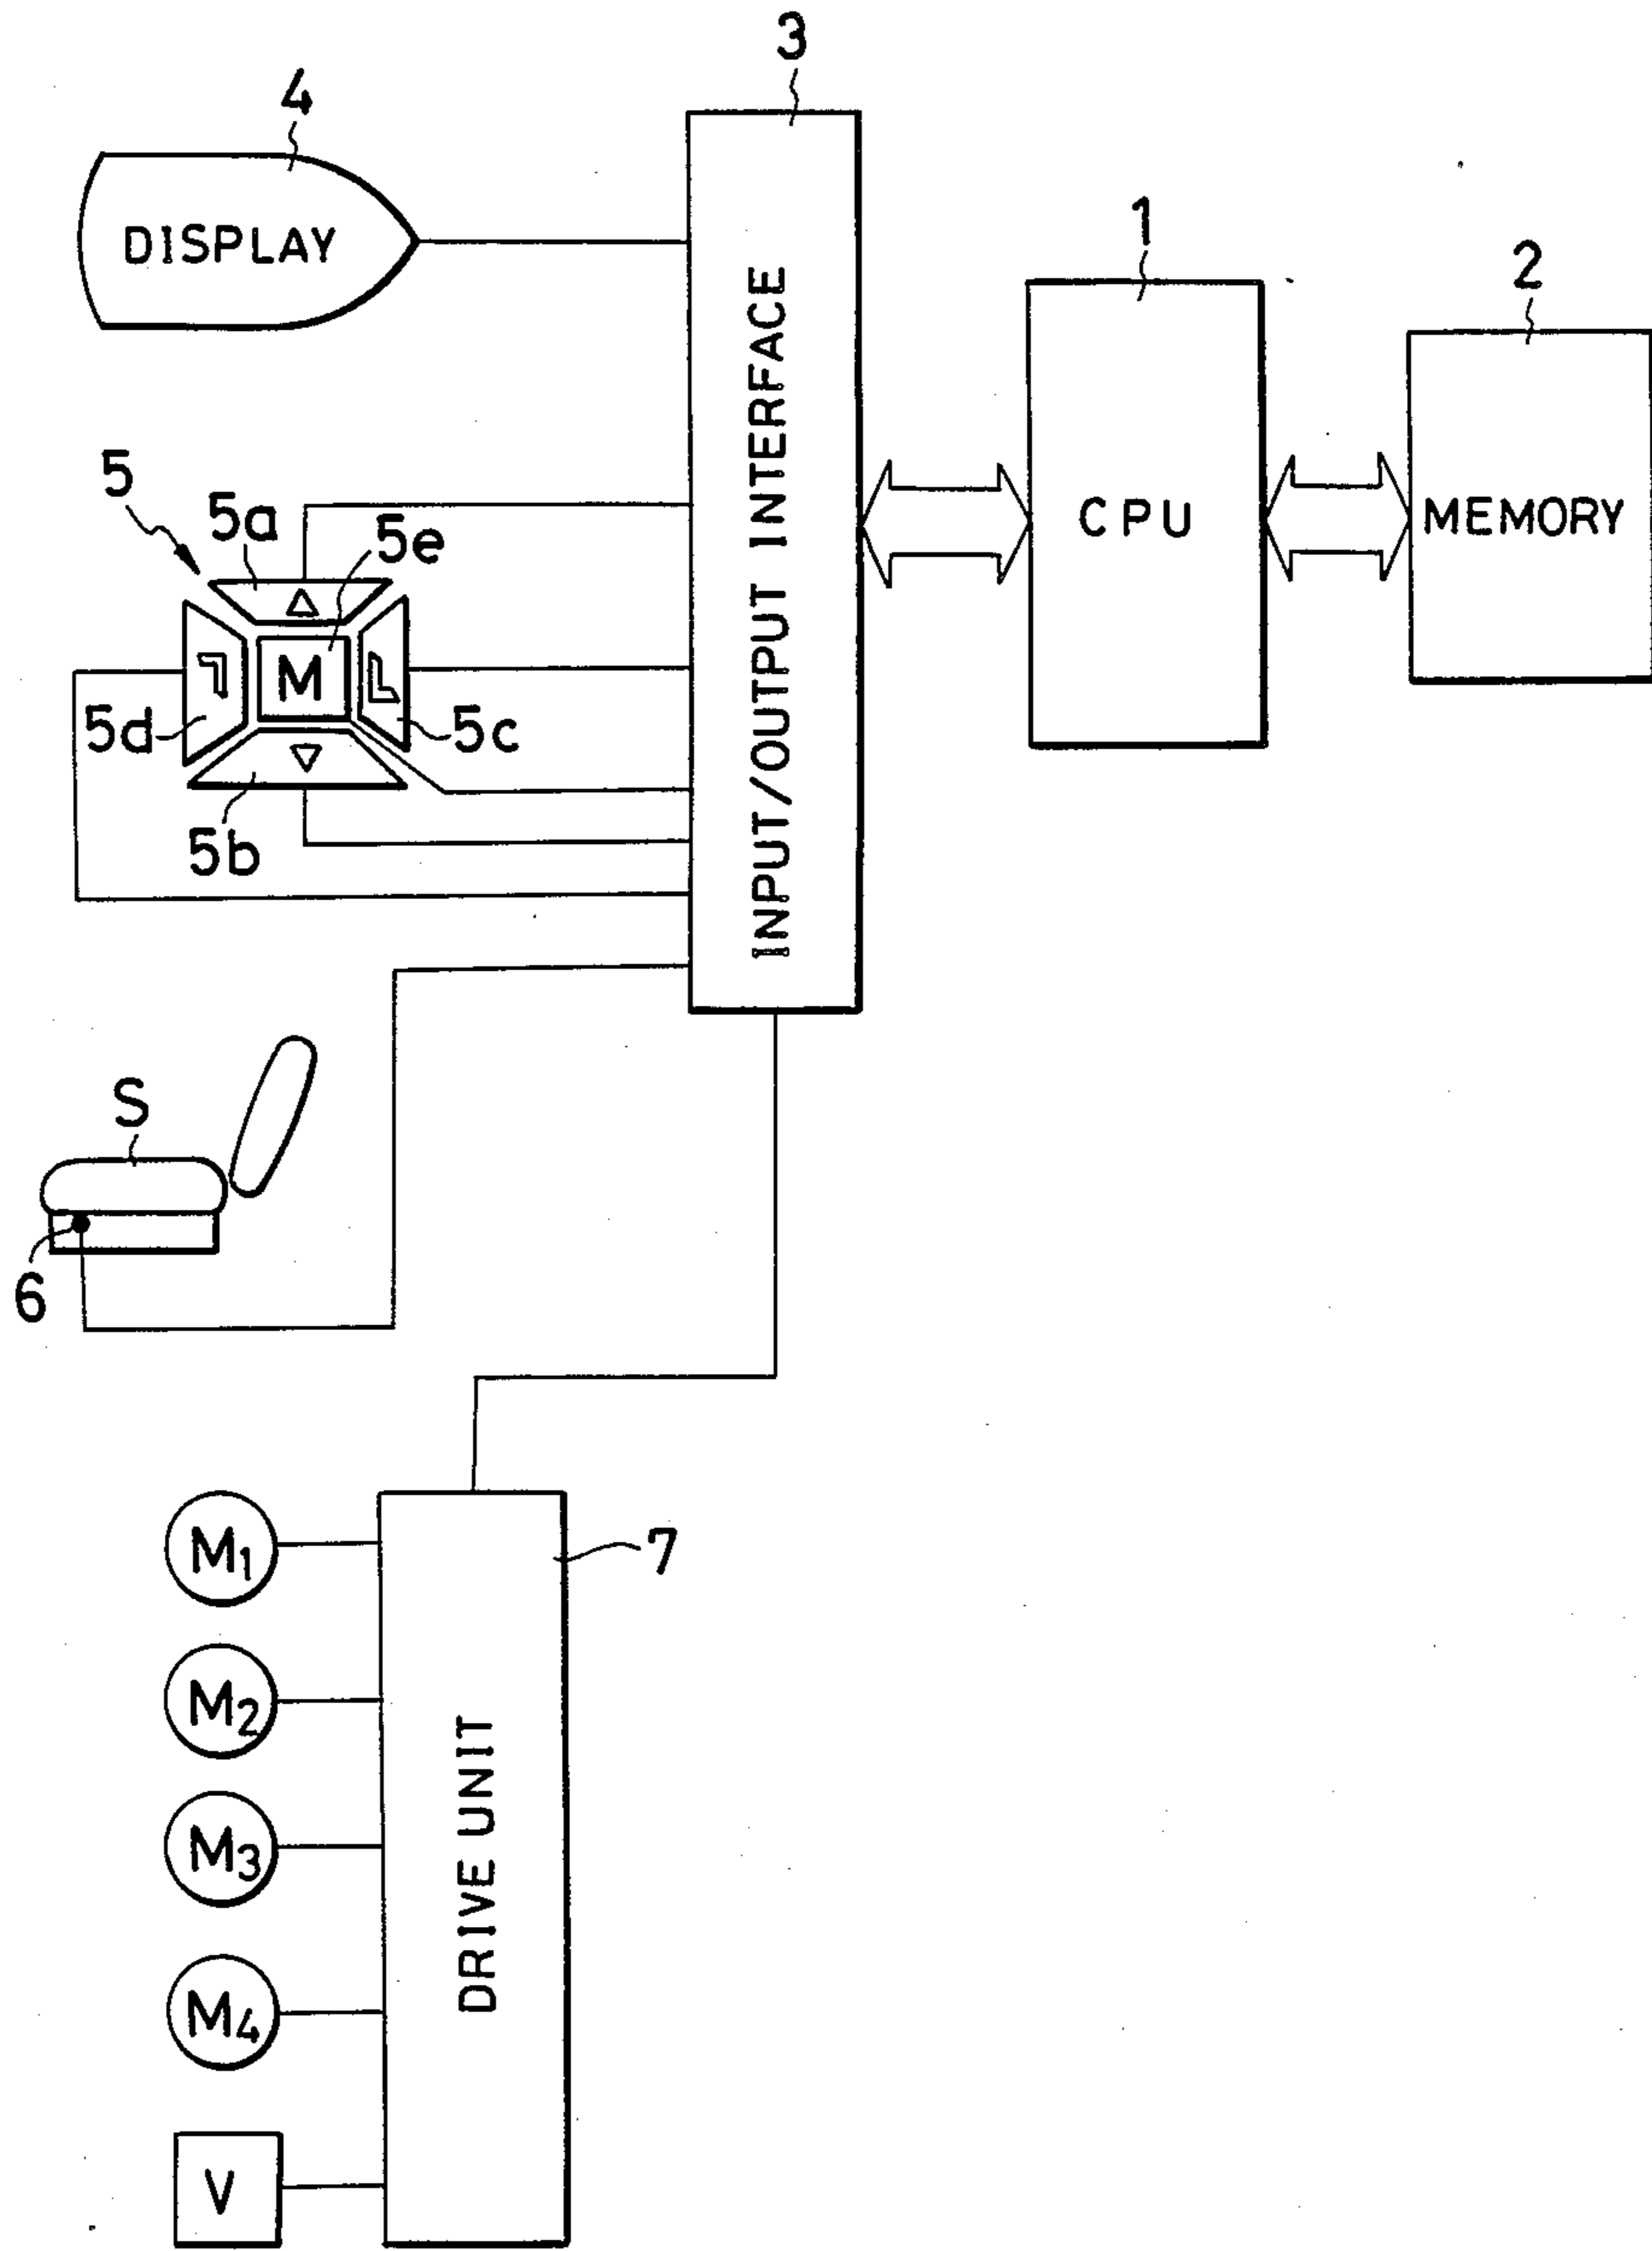 3
4
1
DISPLAY
2
INPUT/OUTPUT INTERFACE
CPU
MEMORY
5
5a
5e
M
5d
5c
5b
S
6
7
M1
M2
M3
M4
DRIVE UNIT
V